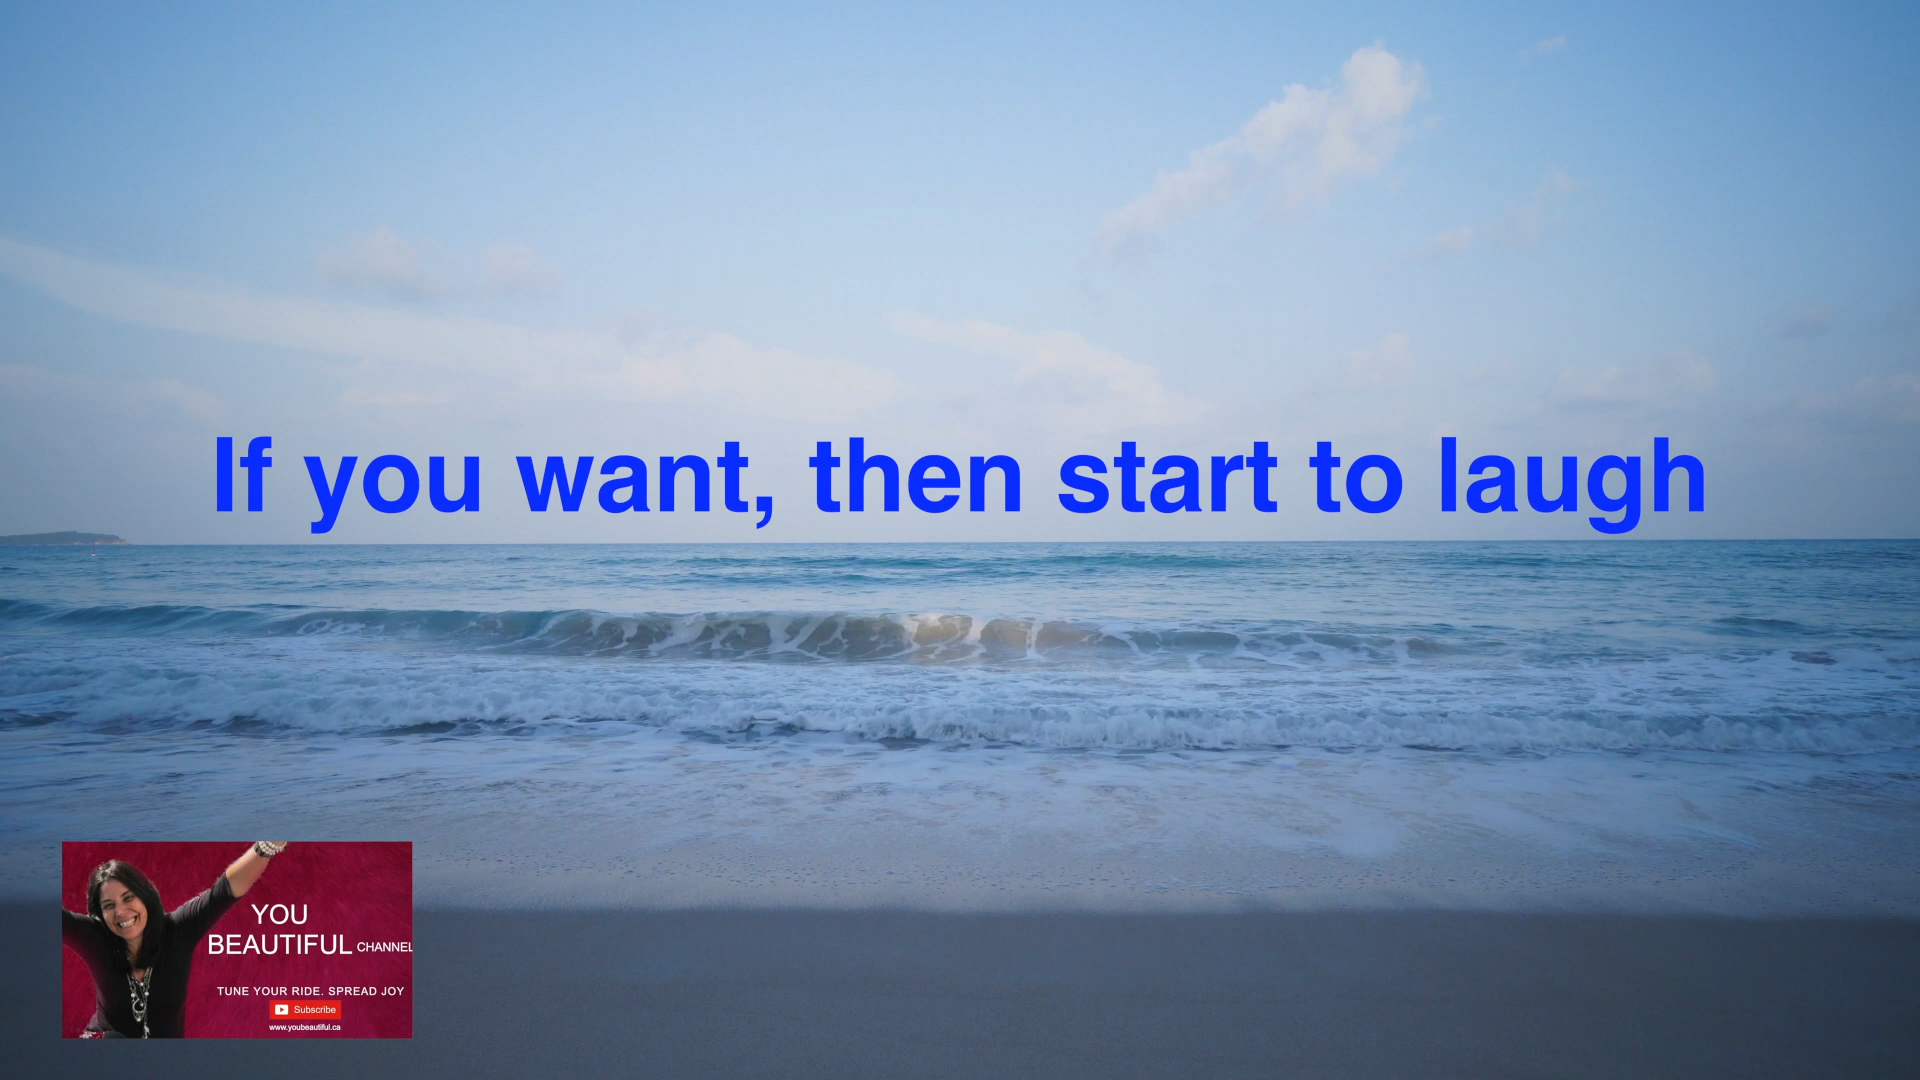 If you want, then start to laugh
YOU
BEAUTIFUL CHANNEL
TUNE YOUR RIDE. SPREAD JOY
Subscribe
www.youbeautiful.ca